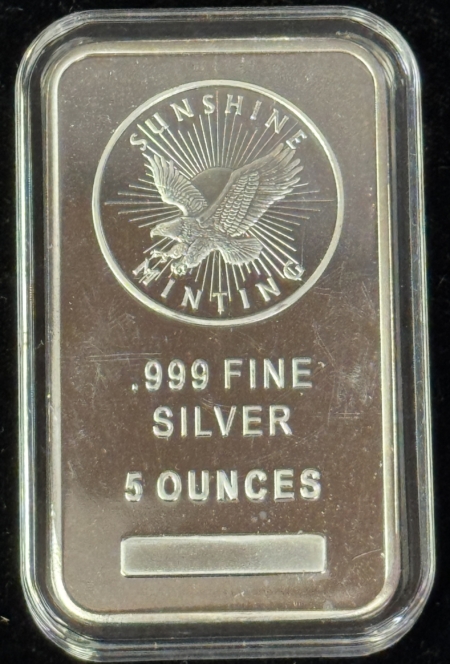 SUNSHINE
MINTING
.999 FINE
SILVER
5 OUNCES